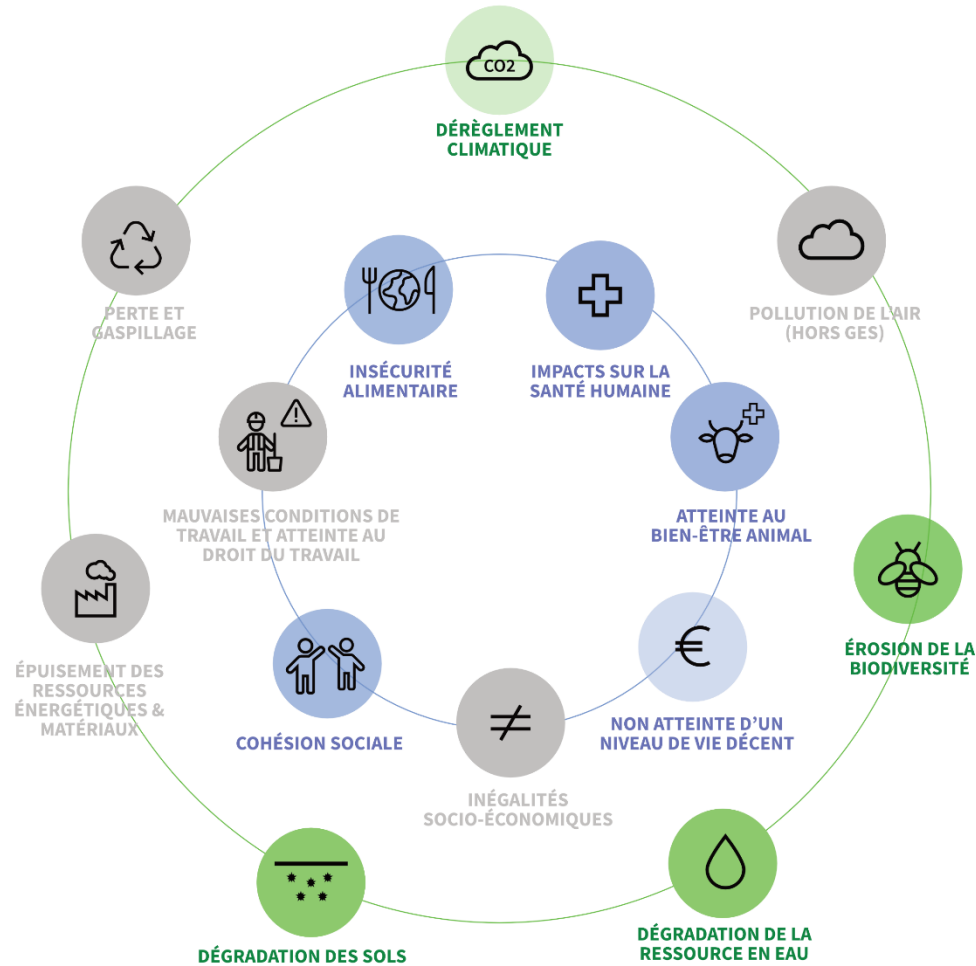 CO2
DÉRÈGLEMENT
CLIMATIQUE
PERTE ET
GASPILLAGE
POLLUTION DE L'AIR
(HORS GES)
INSÉCURITÉ
ALIMENTAIRE
IMPACTS SUR LA
SANTÉ HUMAINE
MAUVAISES CONDITIONS DE
TRAVAIL ET ATTEINTE AU
DROIT DU TRAVAIL
ATTEINTE AU
BIEN-ÊTRE ANIMAL
ÉPUISEMENT DES
RESSOURCES
ÉNERGÉTIQUES &
MATÉRIAUX
ÉROSION DE LA
BIODIVERSITÉ
€
COHÉSION SOCIALE
≠
NON ATTEINTE D'UN
NIVEAU DE VIE DÉCENT
INÉGALITÉS
SOCIO-ÉCONOMIQUES
DÉGRADATION DES SOLS
DÉGRADATION DE LA
RESSOURCE EN EAU